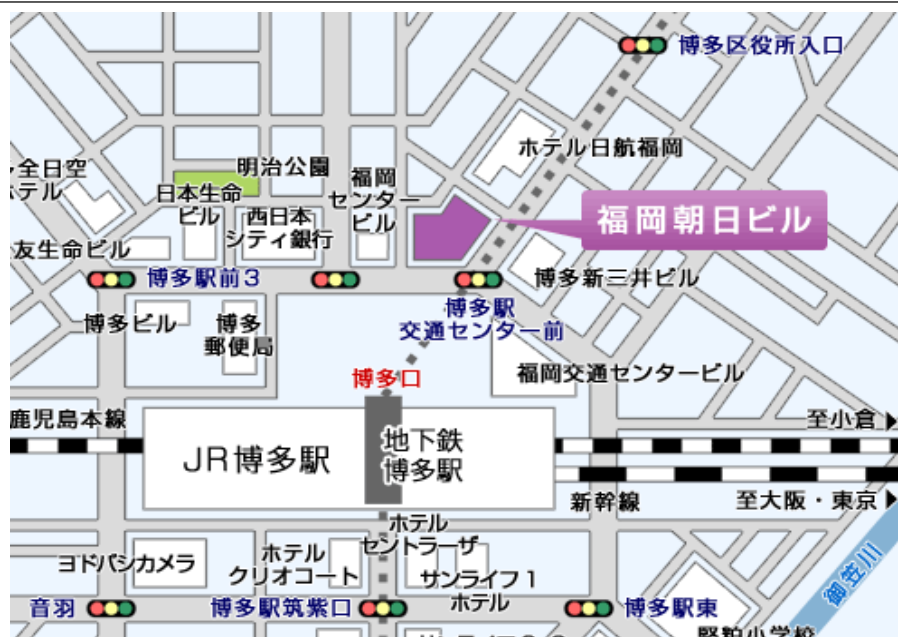 博多区役所入口
ホテル日航福岡
全日空
ホテル
明治公園
日本生命
ビル
西日本
シティ銀行
福岡
センター
ビル
福岡朝日ビル
友生命ビル
博多駅前3
博多新三井ビル
博多ビル
博多
郵便局
博多駅
交通センター前
福岡交通センタービル
博多口
鹿児島本線
至小倉
JR博多駅
地下鉄
博多駅
新幹線
至大阪・東京
ホテル
セントラーザ
ヨドバシカメラ
ホテル
クリオコート
サンライフ1
ホテル
御笠川
音羽
博多駅筑紫口
博多駅東
堅粕小学校